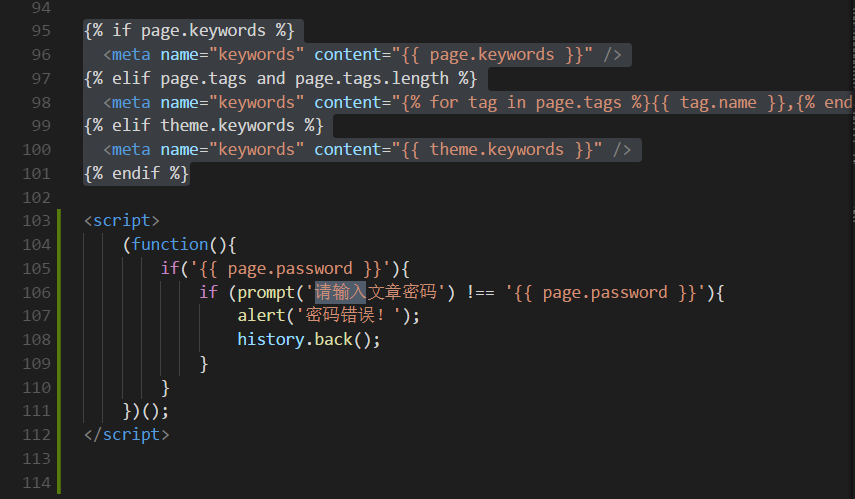 94
95 {% if page.keywords %}
96 <meta name="keywords" content="{{ page.keywords }}" />
97 {% elif page.tags and page.tags.length %}
98 <meta name="keywords" content="{% for tag in page.tags %}{{ tag.name }},{% end
99 {% elif theme.keywords %}
100 <meta name="keywords" content="{{ theme.keywords }}" />
101 {% endif %}
102
103 <script>
104 (function(){
105 if('{{ page.password }}'){
106 if (prompt('请输入文章密码') !== '{{ page.password }}'){
107 alert('密码错误！');
108 history.back();
109 }
110 }
111 })();
112 </script>
113
114